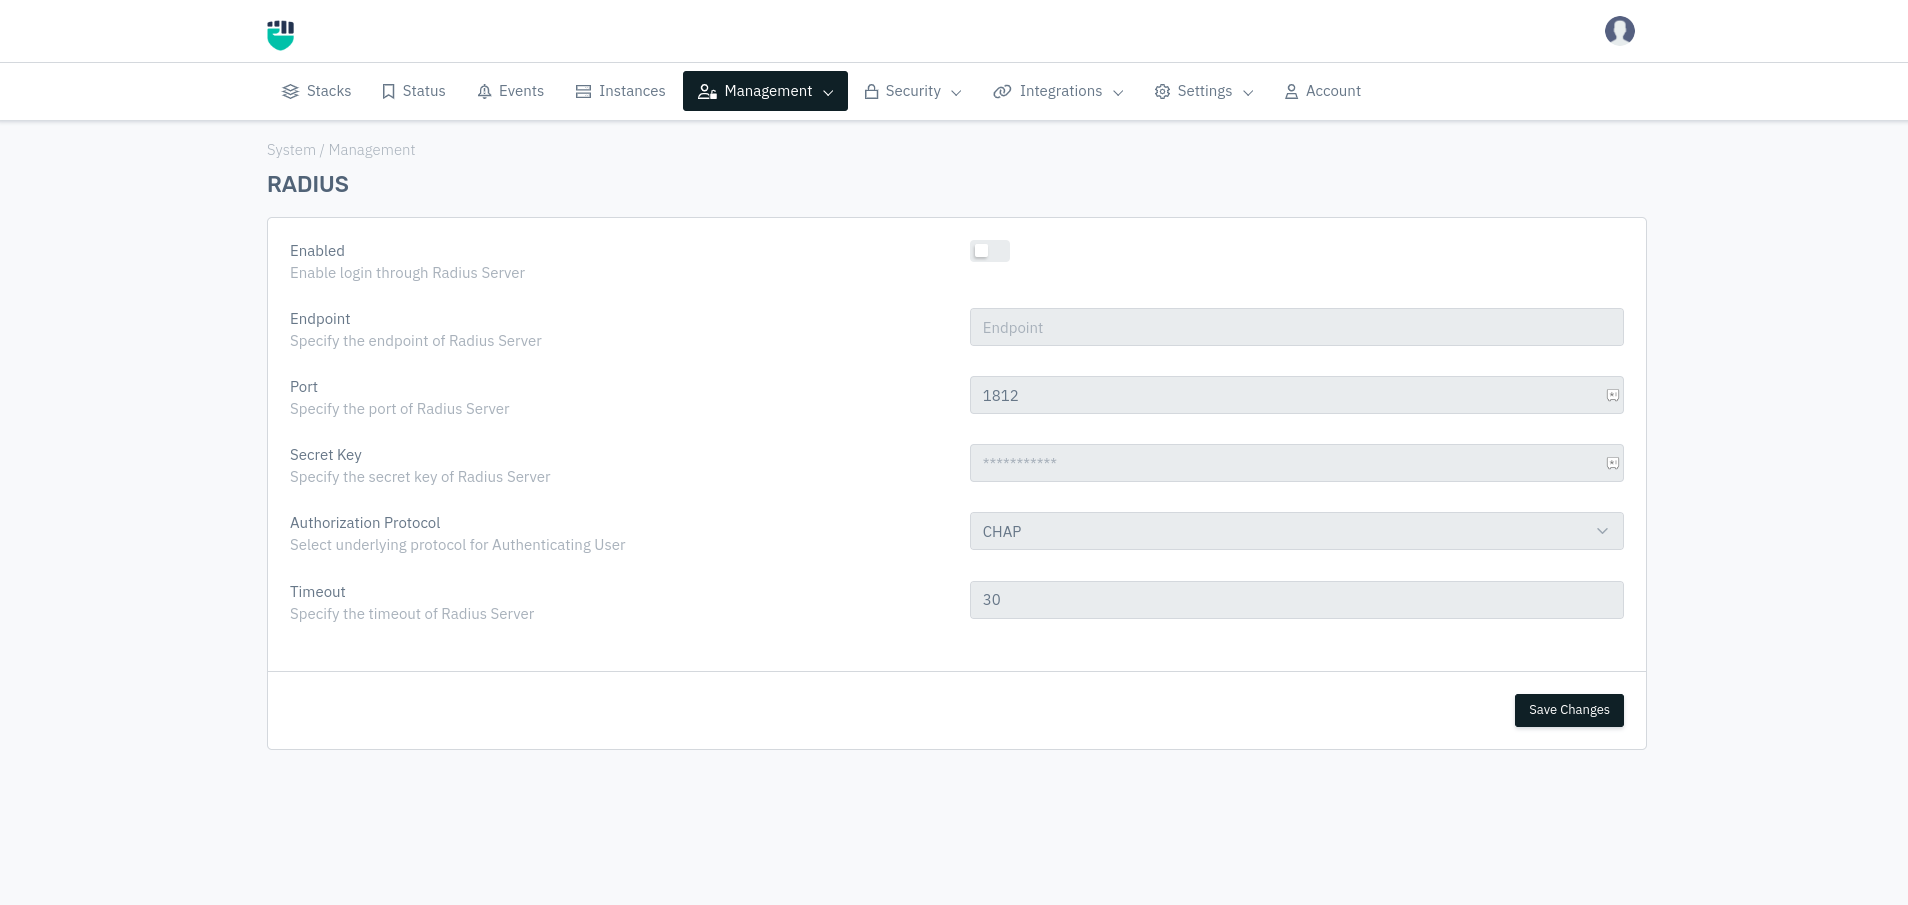 Stacks Status Events Instances Management Security Integrations Settings Account
System / Management
RADIUS
Enabled
Enable login through Radius Server
Endpoint
Specify the endpoint of Radius Server
Endpoint
Port
Specify the port of Radius Server
1812
Secret Key
Specify the secret key of Radius Server
***********
Authorization Protocol
Select underlying protocol for Authenticating User
CHAP
Timeout
Specify the timeout of Radius Server
30
Save Changes